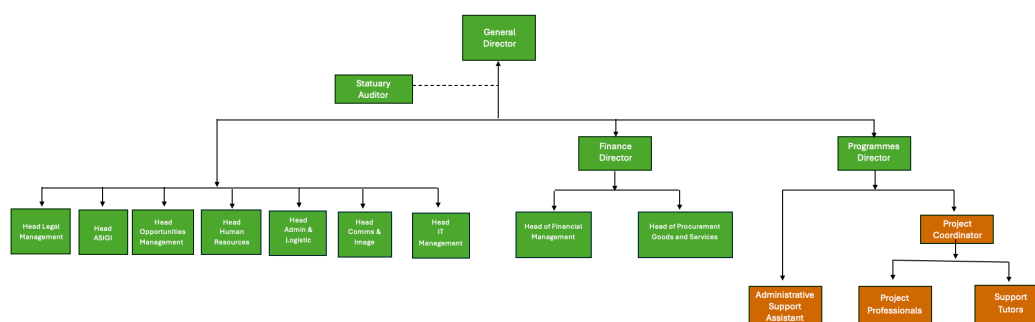 General
Director
Statuary
Auditor
Finance
Director
Programmes
Director
Head Legal
Management
Head
ASIGI
Head
Opportunities
Management
Head
Human
Resources
Head
Admin &
Logistic
Head
Comms &
Image
Head
IT
Management
Head of Financial
Management
Head of Procurement
Goods and Services
Project
Coordinator
Administrative
Support
Assistant
Project
Professionals
Support
Tutors